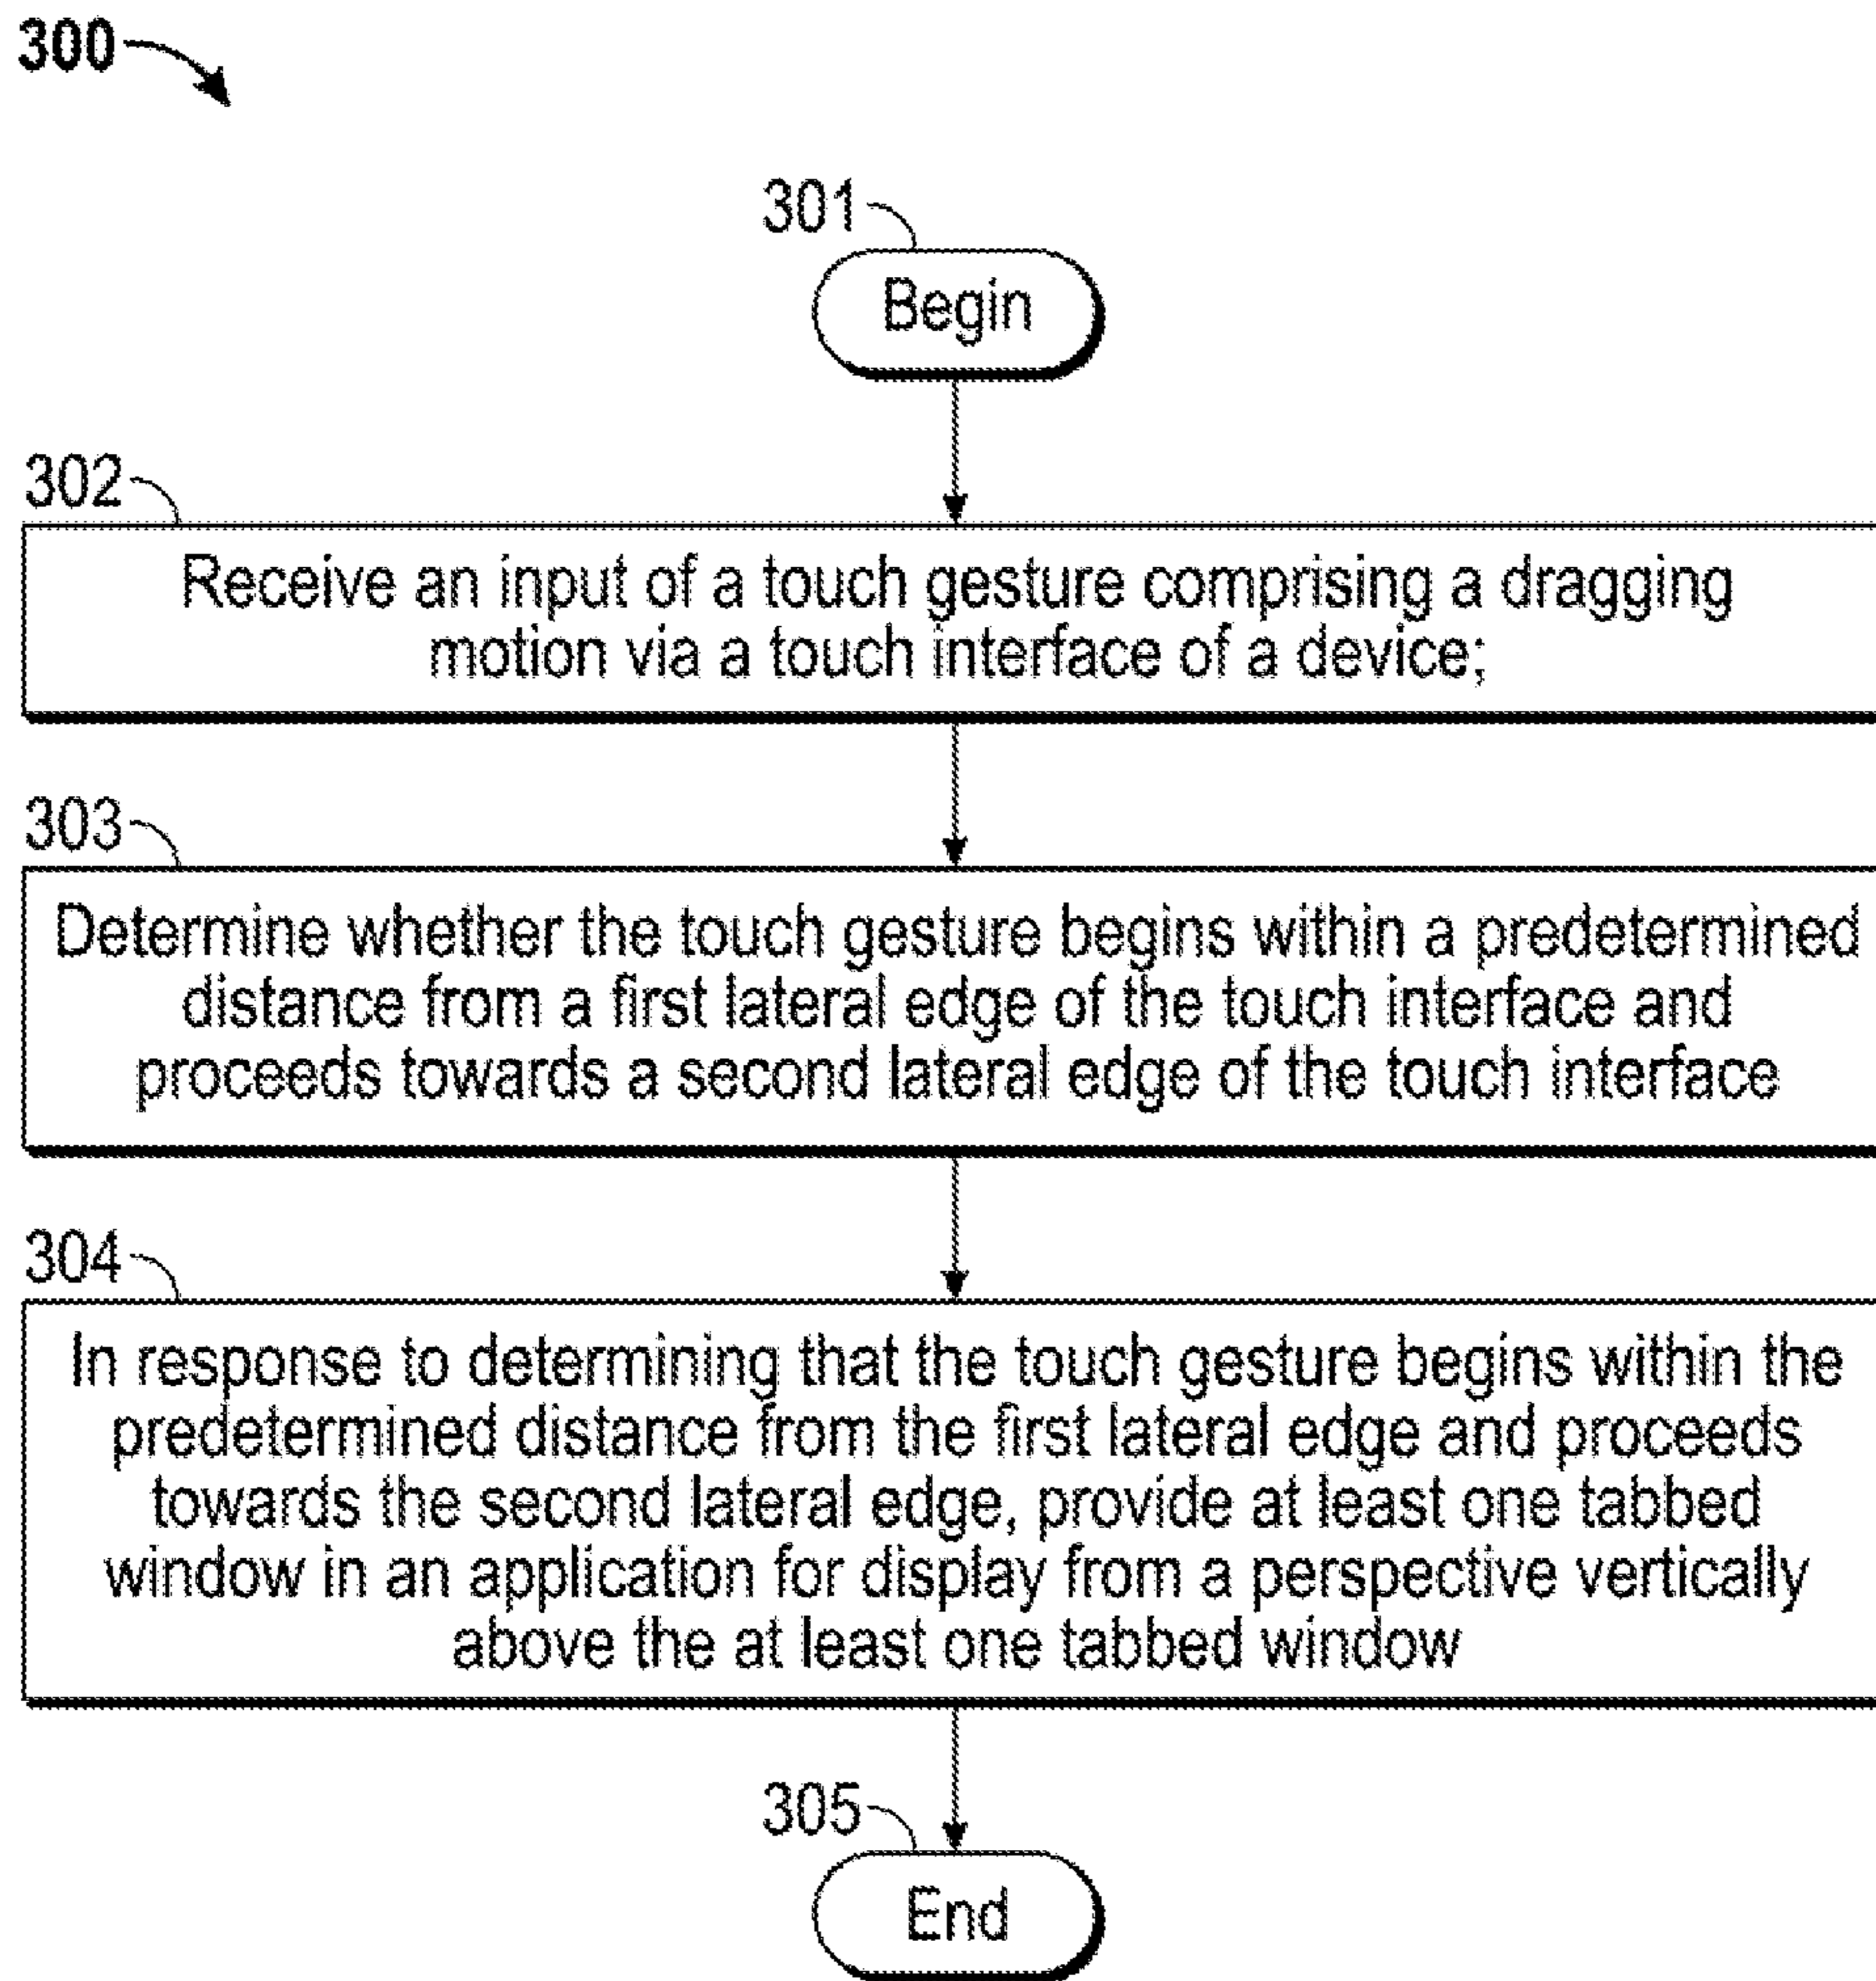 300
301
Begin
302
Receive an input of a touch gesture comprising a dragging
motion via a touch interface of a device;
303
Determine whether the touch gesture begins within a predetermined
distance from a first lateral edge of the touch interface and
proceeds towards a second lateral edge of the touch interface
304
In response to determining that the touch gesture begins within the
predetermined distance from the first lateral edge and proceeds
towards the second lateral edge, provide at least one tabbed
window in an application for display from a perspective vertically
above the at least one tabbed window
305
End